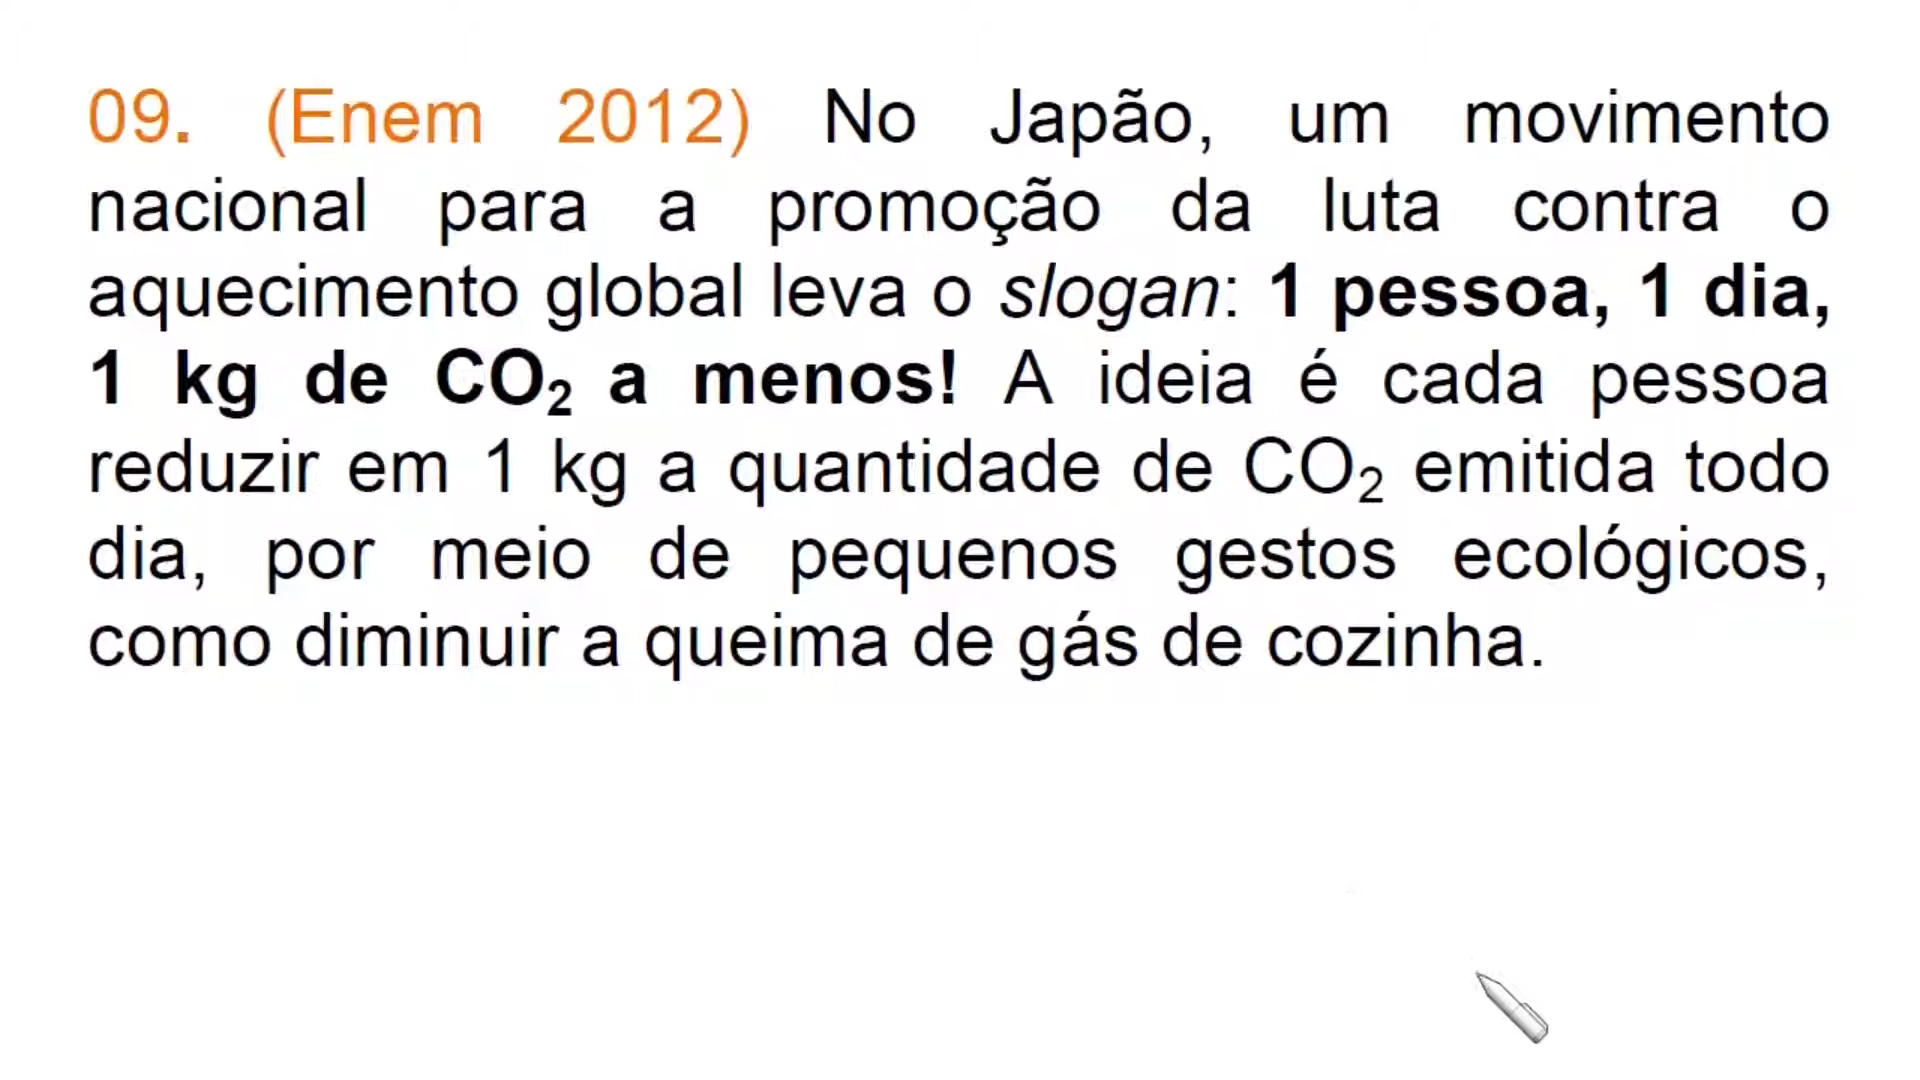 09. (Enem 2012) No Japão, um movimento
nacional para a promoção da luta contra o
aquecimento global leva o slogan: 1 pessoa, 1 dia,
1 kg de CO₂ a menos! A ideia é cada pessoa
reduzir em 1 kg a quantidade de CO₂ emitida todo
dia, por meio de pequenos gestos ecológicos,
como diminuir a queima de gás de cozinha.